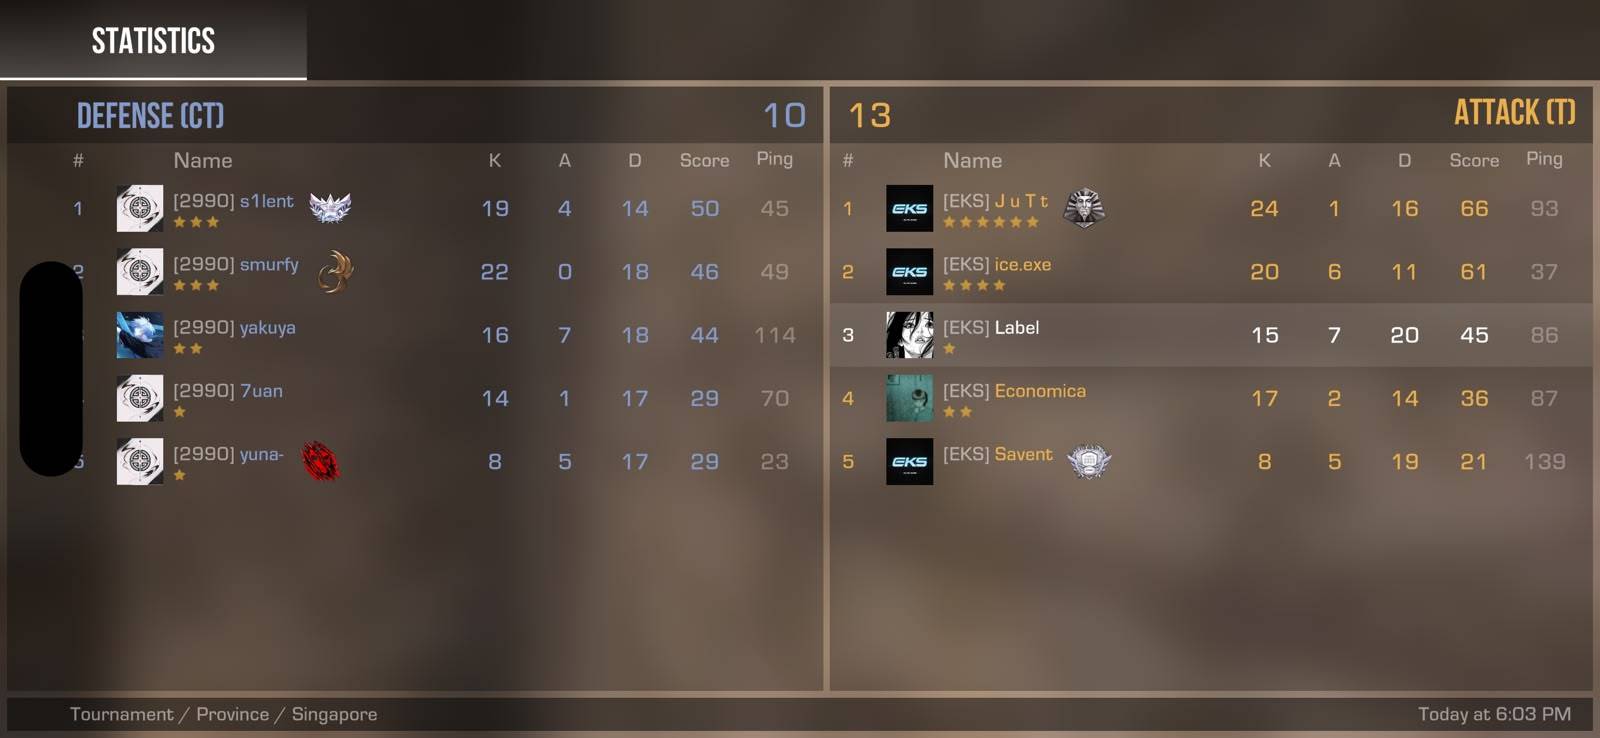 STATISTICS
DEFENSE (CT) 10
# Name K A D Score Ping
1 [2990] s1lent 19 4 14 50 45
2 [2990] smurfy 22 0 18 46 49
[2990] yakuya 16 7 18 44 114
[2990] 7uan 14 1 17 29 70
5 [2990] yuna- 8 5 17 29 23
13 ATTACK (T)
# Name K A D Score Ping
1 EKS [EKS] J u T t 24 1 16 66 93
2 EKS [EKS] ice.exe 20 6 11 61 37
3 [EKS] Label 15 7 20 45 86
4 [EKS] Economica 17 2 14 36 87
5 EKS [EKS] Savent 8 5 19 21 139
Tournament / Province / Singapore
Today at 6:03 PM